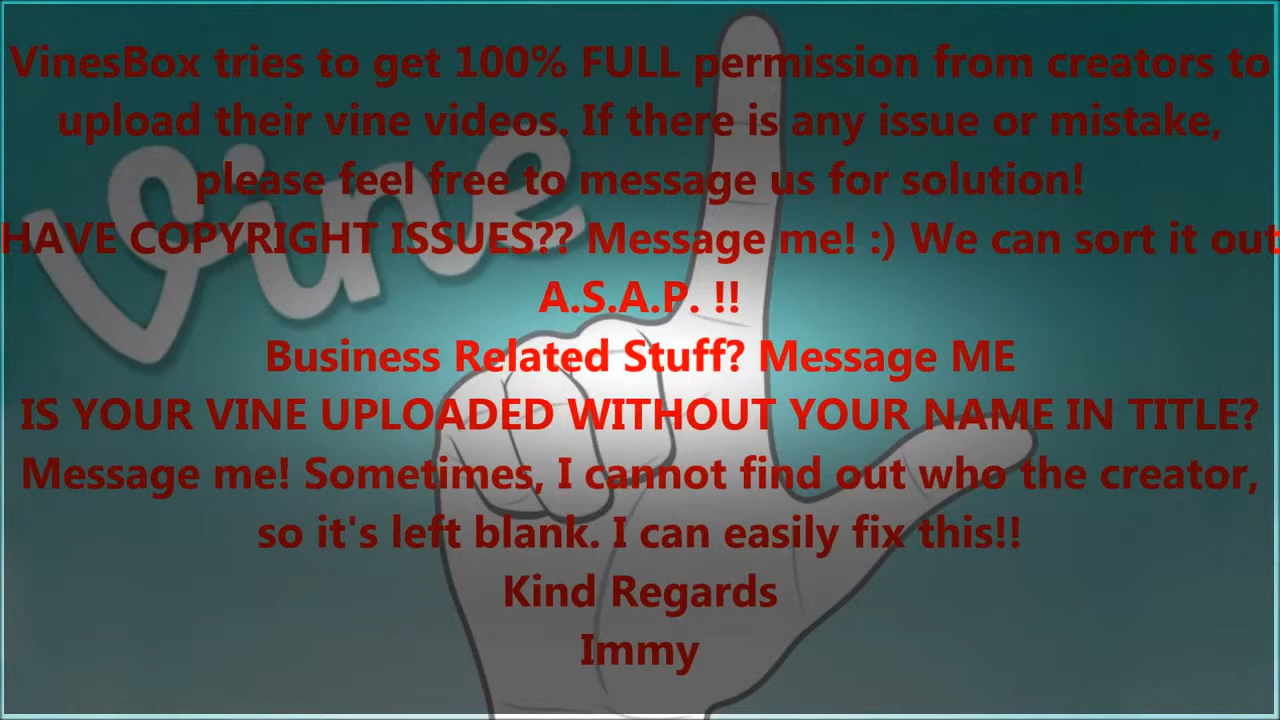 VinesBox tries to get 100% FULL permission from creators to
upload their vine videos. If there is any issue or mistake,
please feel free to message us for solution!
HAVE COPYRIGHT ISSUES?? Message me! :) We can sort it out
A.S.A.P. !!
Business Related Stuff? Message ME
IS YOUR VINE UPLOADED WITHOUT YOUR NAME IN TITLE?
Message me! Sometimes, I cannot find out who the creator,
so it's left blank. I can easily fix this!!
Kind Regards
Immy
Vine